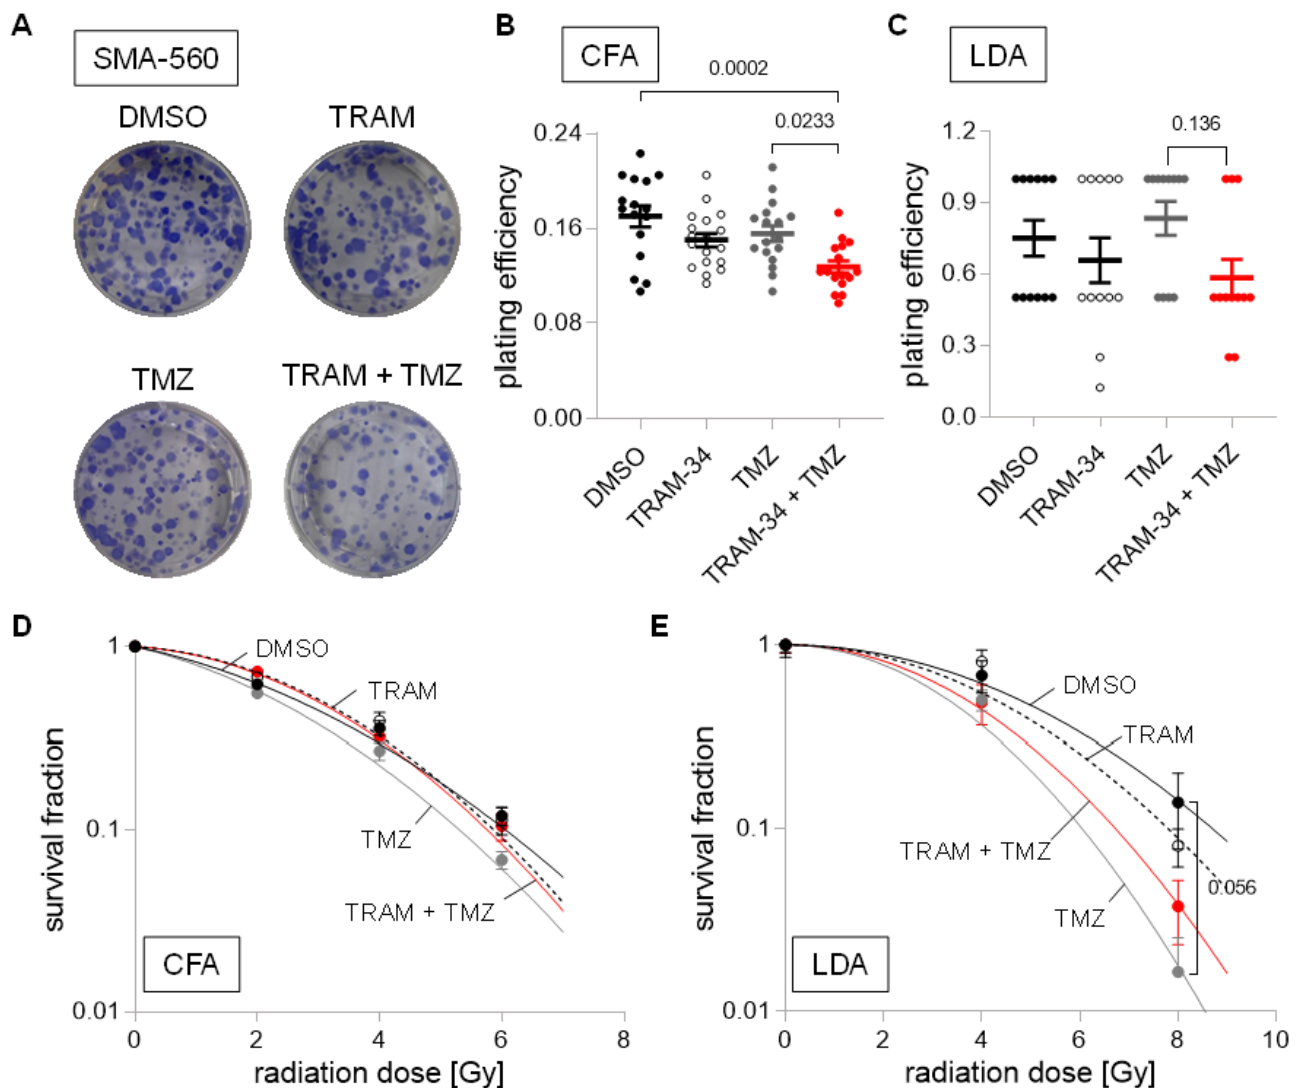 A
SMA-560
DMSO
TRAM
TMZ
TRAM + TMZ
B
CFA
0.0002
0.0233
plating efficiency
0.24
0.16
0.08
0.00
DMSO
TRAM-34
TMZ
TRAM-34 + TMZ
C
LDA
0.136
plating efficiency
1.2
0.9
0.6
0.3
0.0
DMSO
TRAM-34
TMZ
TRAM-34 + TMZ
D
survival fraction
1
0.1
0.01
DMSO
TRAM
TMZ
TRAM + TMZ
CFA
0 2 4 6 8
radiation dose [Gy]
E
survival fraction
1
0.1
0.01
DMSO
TRAM
TRAM + TMZ
TMZ
0.056
LDA
0 2 4 6 8 10
radiation dose [Gy]